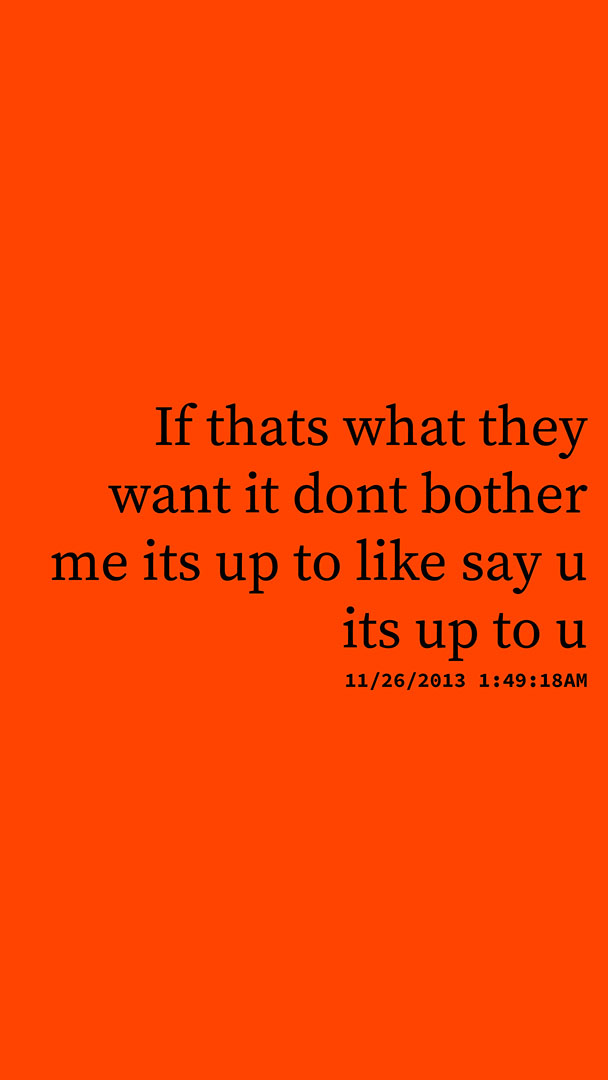 If thats what they
want it dont bother
me its up to like say u
its up to u
11/26/2013 1:49:18AM